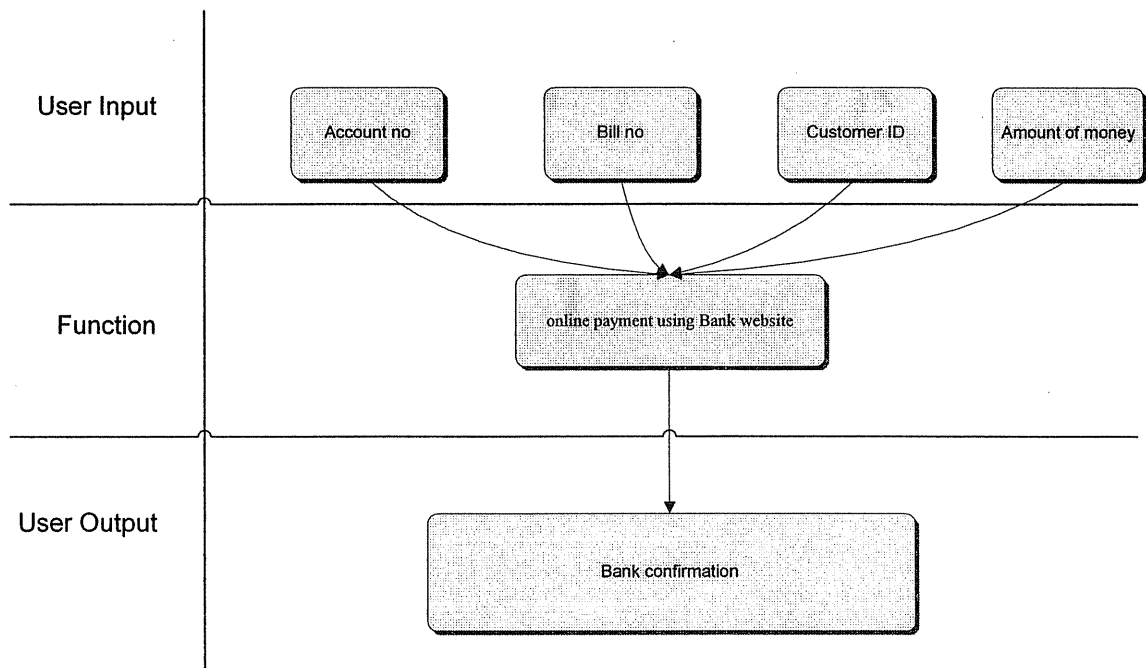 User Input
Account no
Bill no
Customer ID
Amount of money
Function
online payment using Bank website
User Output
Bank confirmation